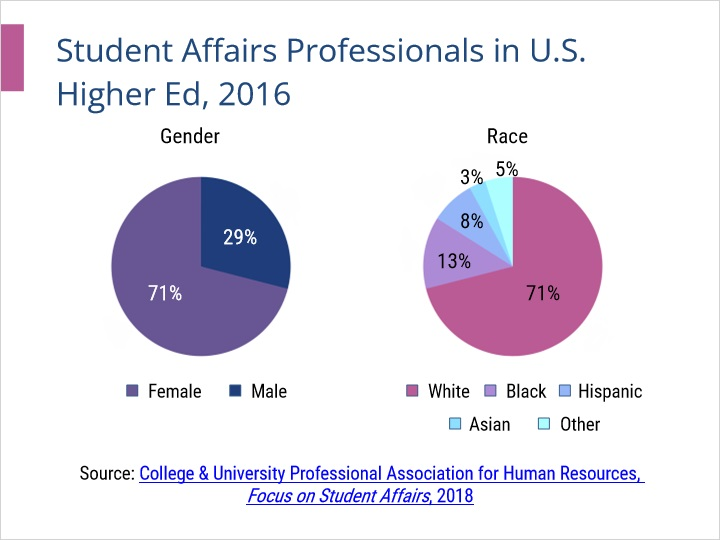 Student Affairs Professionals in U.S.
Higher Ed, 2016
Gender
29%
71%
Female
Male
Race
3%
5%
8%
13%
71%
White
Black
Hispanic
Asian
Other
Source: College & University Professional Association for Human Resources,
Focus on Student Affairs, 2018